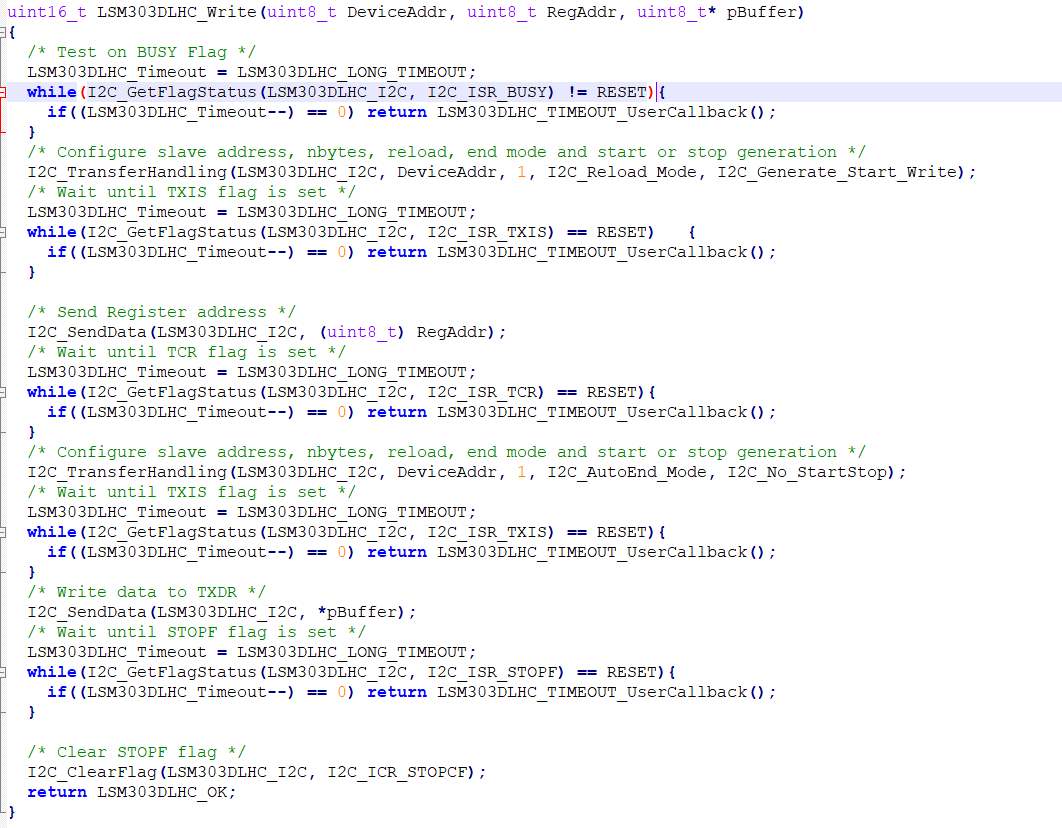 uint16_t LSM303DLHC_Write(uint8_t DeviceAddr, uint8_t RegAddr, uint8_t* pBuffer)
{
  /* Test on BUSY Flag */
  LSM303DLHC_Timeout = LSM303DLHC_LONG_TIMEOUT;
  while(I2C_GetFlagStatus(LSM303DLHC_I2C, I2C_ISR_BUSY) != RESET){
    if((LSM303DLHC_Timeout--) == 0) return LSM303DLHC_TIMEOUT_UserCallback();
  }
  /* Configure slave address, nbytes, reload, end mode and start or stop generation */
  I2C_TransferHandling(LSM303DLHC_I2C, DeviceAddr, 1, I2C_Reload_Mode, I2C_Generate_Start_Write);
  /* Wait until TXIS flag is set */
  LSM303DLHC_Timeout = LSM303DLHC_LONG_TIMEOUT;
  while(I2C_GetFlagStatus(LSM303DLHC_I2C, I2C_ISR_TXIS) == RESET)   {
    if((LSM303DLHC_Timeout--) == 0) return LSM303DLHC_TIMEOUT_UserCallback();
  }
  /* Send Register address */
  I2C_SendData(LSM303DLHC_I2C, (uint8_t) RegAddr);
  /* Wait until TCR flag is set */
  LSM303DLHC_Timeout = LSM303DLHC_LONG_TIMEOUT;
  while(I2C_GetFlagStatus(LSM303DLHC_I2C, I2C_ISR_TCR) == RESET){
    if((LSM303DLHC_Timeout--) == 0) return LSM303DLHC_TIMEOUT_UserCallback();
  }
  /* Configure slave address, nbytes, reload, end mode and start or stop generation */
  I2C_TransferHandling(LSM303DLHC_I2C, DeviceAddr, 1, I2C_AutoEnd_Mode, I2C_No_StartStop);
  /* Wait until TXIS flag is set */
  LSM303DLHC_Timeout = LSM303DLHC_LONG_TIMEOUT;
  while(I2C_GetFlagStatus(LSM303DLHC_I2C, I2C_ISR_TXIS) == RESET){
    if((LSM303DLHC_Timeout--) == 0) return LSM303DLHC_TIMEOUT_UserCallback();
  }
  /* Write data to TXDR */
  I2C_SendData(LSM303DLHC_I2C, *pBuffer);
  /* Wait until STOPF flag is set */
  LSM303DLHC_Timeout = LSM303DLHC_LONG_TIMEOUT;
  while(I2C_GetFlagStatus(LSM303DLHC_I2C, I2C_ISR_STOPF) == RESET){
    if((LSM303DLHC_Timeout--) == 0) return LSM303DLHC_TIMEOUT_UserCallback();
  }
  /* Clear STOPF flag */
  I2C_ClearFlag(LSM303DLHC_I2C, I2C_ICR_STOPCF);
  return LSM303DLHC_OK;
}